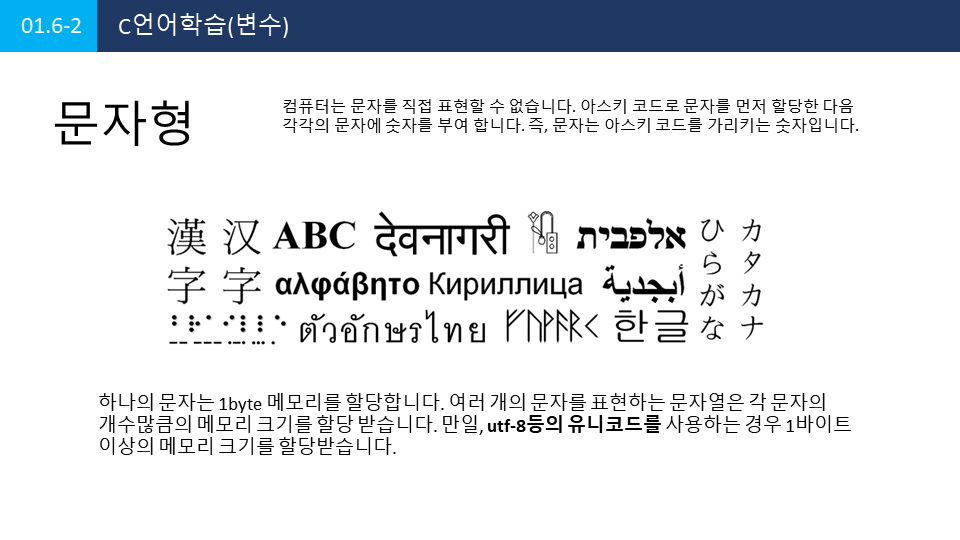 01.6-2 C언어학습(변수)
문자형
컴퓨터는 문자를 직접 표현할 수 없습니다. 아스키 코드로 문자를 먼저 할당한 다음
각각의 문자에 숫자를 부여 합니다. 즉, 문자는 아스키 코드를 가리키는 숫자입니다.
漢 汉 ABC देवनागरी אלפבית
字 字 αλφάβητο Кириллица أبجدية
ตัวอักษรไทย ᚠᚢᚹᚨᚱᚲ 한글
ひらがな
カタカナ
하나의 문자는 1byte 메모리를 할당합니다. 여러 개의 문자를 표현하는 문자열은 각 문자의
개수많큼의 메모리 크기를 할당 받습니다. 만일, utf-8등의 유니코드를 사용하는 경우 1바이트
이상의 메모리 크기를 할당받습니다.